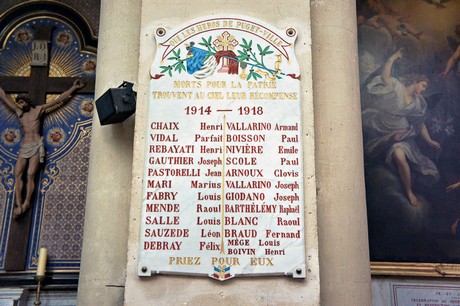 INRI
LES HÉROS DE PUGET-VILLE
MORTS POUR LA PATRIE
TROUVENT AU CIEL LEUR RÉCOMPENSE
1914 — 1918
CHAIX Henri
VIDAL Parfait
REBAYATI Henri
GAUTHIER Joseph
PASTORELLI Jean
MARI Marius
FABRY Louis
MENDE Raoul
SALLE Louis
SAUZEDE Léon
DEBRAY Félix
VALLARINO Armand
BOISSON Paul
NIVIÈRE Emile
SCOLE Paul
ARNOUX Clovis
VALLARINO Joseph
GIODANO Joseph
BARTHÉLÉMY Raphaël
BLANC Raoul
BRAUD Fernand
MÈGE Louis
BOIVIN Henri
PRIEZ POUR EUX